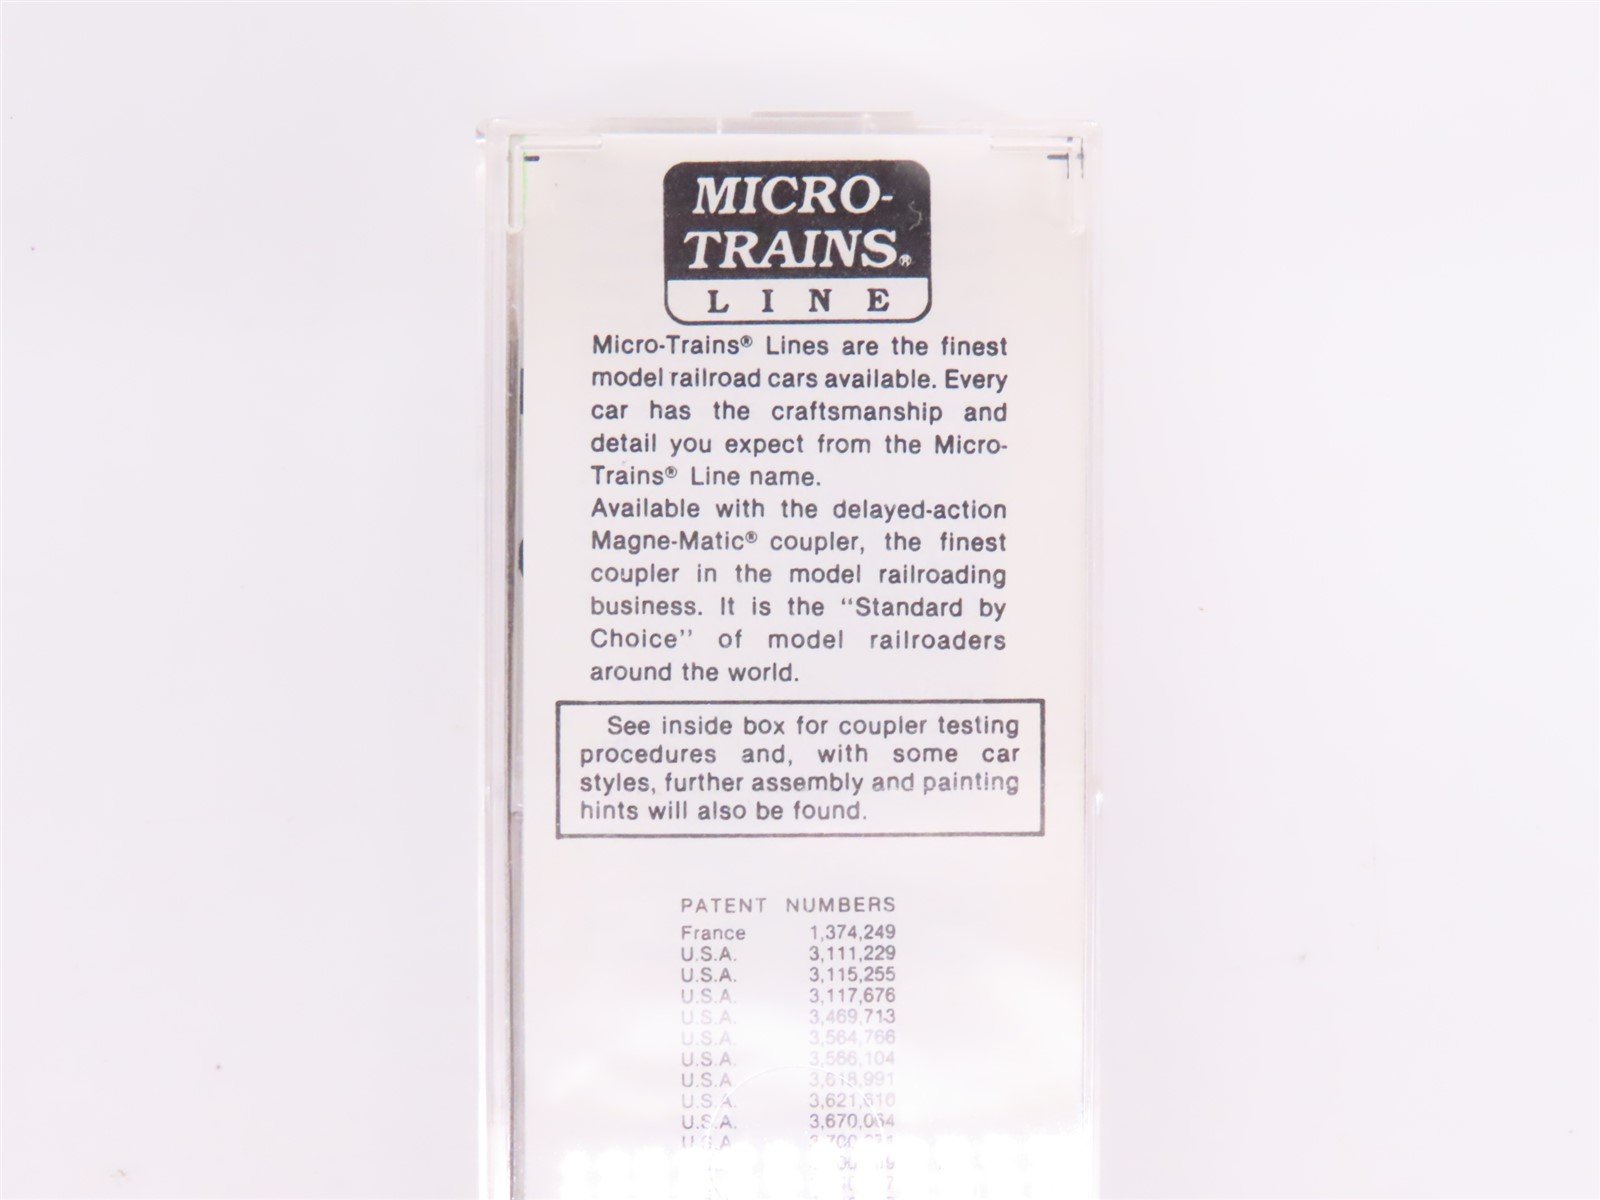 MICRO-
TRAINS®
LINE
Micro-Trains® Lines are the finest
model railroad cars available. Every
car has the craftsmanship and
detail you expect from the Micro-
Trains® Line name.
Available with the delayed-action
Magne-Matic® coupler, the finest
coupler in the model railroading
business. It is the “Standard by
Choice” of model railroaders
around the world.
See inside box for coupler testing
procedures and, with some car
styles, further assembly and painting
hints will also be found.
PATENT NUMBERS
France 1,374,249
U.S.A. 3,111,229
U.S.A. 3,115,255
U.S.A. 3,117,676
U.S.A. 3,469,713
U.S.A. 3,564,766
U.S.A. 3,566,104
U.S.A. 3,618,991
U.S.A.
U.S.A.
U.S.A